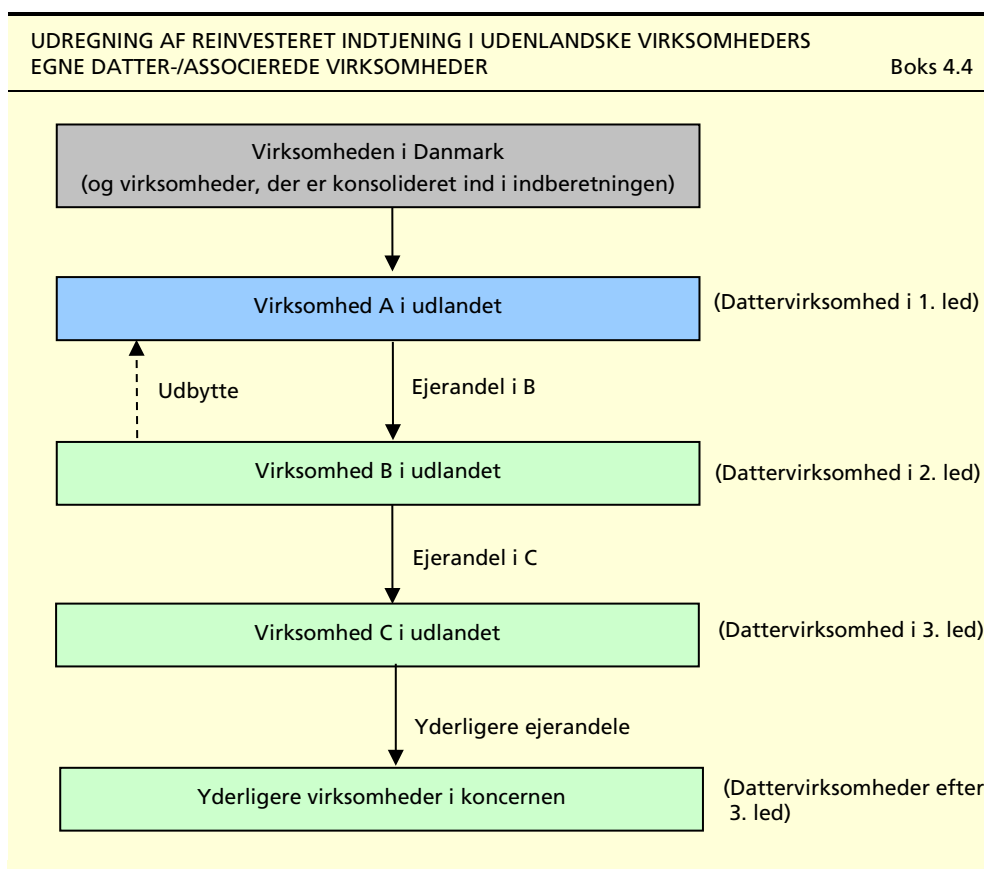 UDREGNING AF REINVESTERET INDTJENING I UDENLANDSKE VIRKSOMHEDERS
EGNE DATTER-/ASSOCIEREDE VIRKSOMHEDER Boks 4.4
Virksomheden i Danmark
(og virksomheder, der er konsolideret ind i indberetningen)
Virksomhed A i udlandet
(Dattervirksomhed i 1. led)
Udbytte
Ejerandel i B
Virksomhed B i udlandet
(Dattervirksomhed i 2. led)
Ejerandel i C
Virksomhed C i udlandet
(Dattervirksomhed i 3. led)
Yderligere ejerandele
Yderligere virksomheder i koncernen
(Dattervirksomheder efter
3. led)